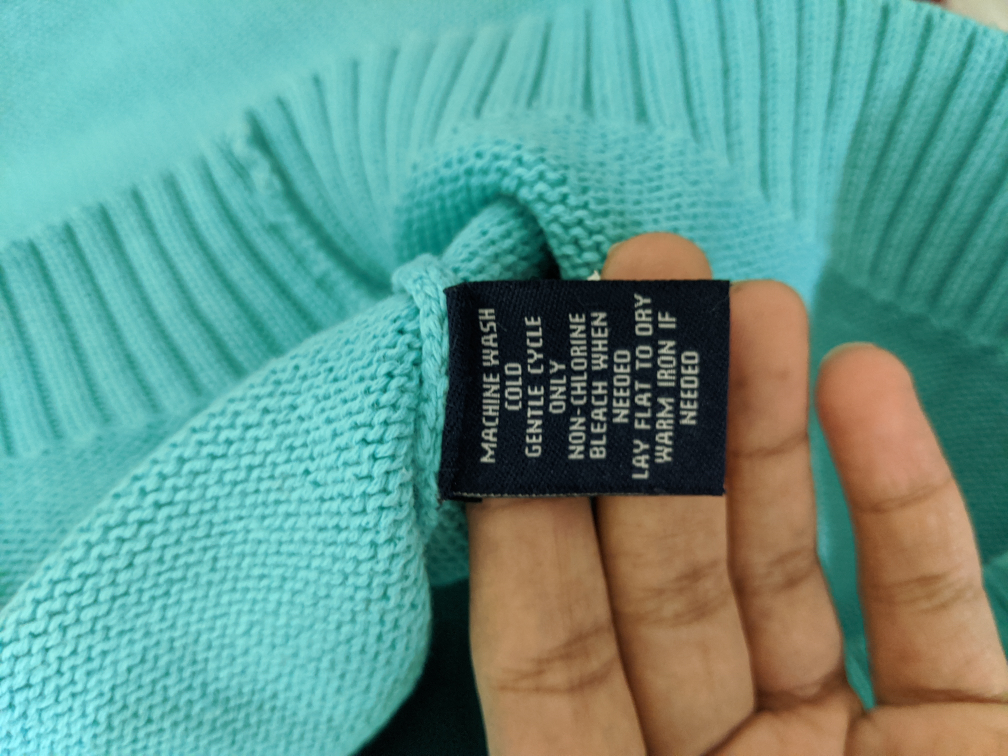 MACHINE WASH
COLD
GENTLE CYCLE
ONLY
NON-CHLORINE
BLEACH WHEN
NEEDED
LAY FLAT TO DRY
WARM IRON IF
NEEDED